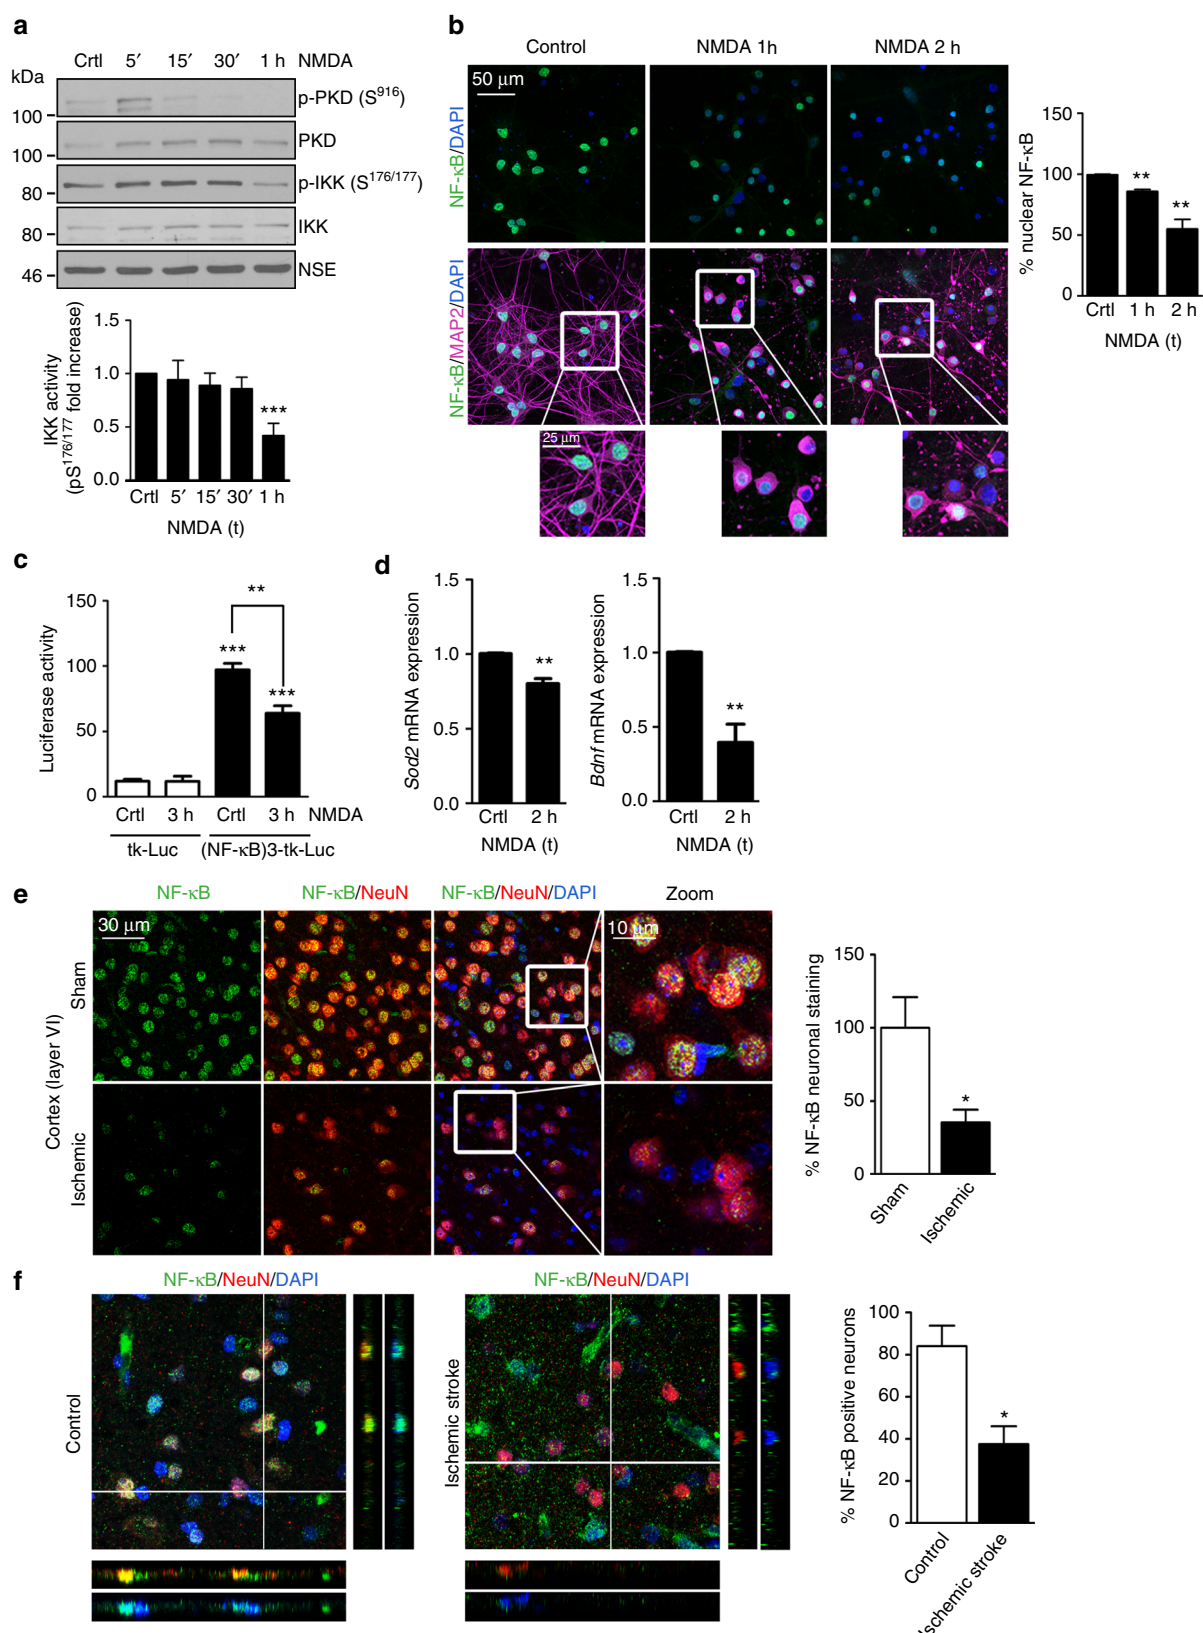 a
Crtl 5′ 15′ 30′ 1 h NMDA
kDa
p-PKD (S916)
100
PKD
100
p-IKK (S176/177)
80
IKK
80
NSE
46
IKK activity
(pS176/177 fold increase)
1.5
1.0
0.5
0.0
***
Crtl 5′ 15′ 30′ 1 h
NMDA (t)
b
Control NMDA 1h NMDA 2 h
50 μm
NF-κB/DAPI
NF-κB/MAP2/DAPI
25 μm
% nuclear NF-κB
150
100
50
0
**
**
Crtl 1 h 2 h
NMDA (t)
c
Luciferase activity
150
100
50
0
**
***
***
Crtl 3 h Crtl 3 h NMDA
tk-Luc (NF-κB)3-tk-Luc
d
Sod2 mRNA expression
1.5
1.0
0.5
0.0
**
Crtl 2 h
NMDA (t)
Bdnf mRNA expression
1.5
1.0
0.5
0.0
**
Crtl 2 h
NMDA (t)
e
NF-κB NF-κB/NeuN NF-κB/NeuN/DAPI Zoom
30 μm
10 μm
Cortex (layer VI)
Sham
Ischemic
% NF-κB neuronal staining
150
100
50
0
*
Sham
Ischemic
f
NF-κB/NeuN/DAPI
Control
NF-κB/NeuN/DAPI
Ischemic stroke
% NF-κB positive neurons
100
80
60
40
20
0
*
Control
Ischemic stroke